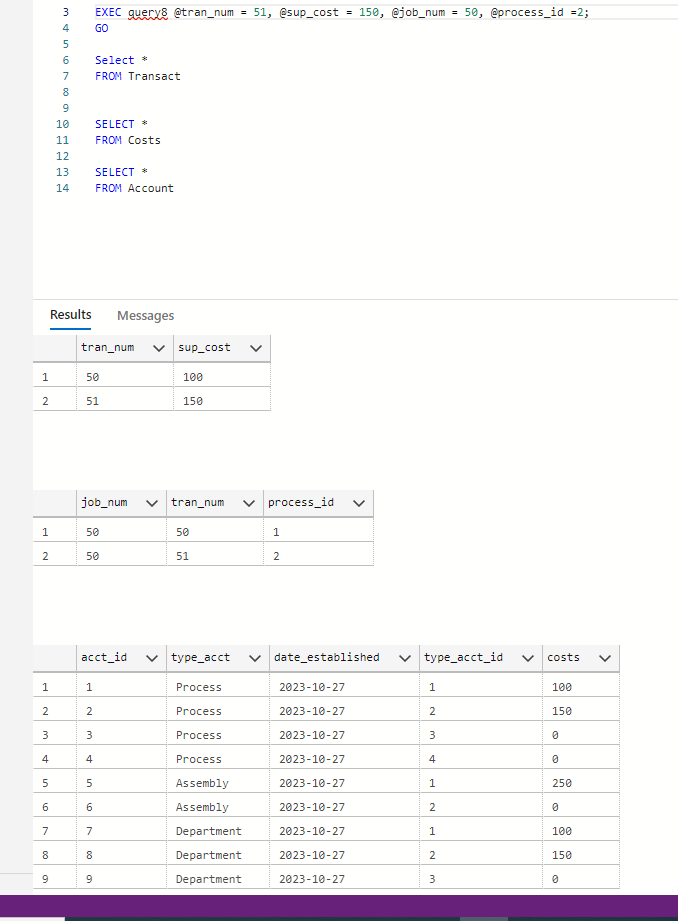 3 EXEC query8 @tran_num = 51, @sup_cost = 150, @job_num = 50, @process_id =2;
4 GO
5
6 Select *
7 FROM Transact
8
9
10 SELECT *
11 FROM Costs
12
13 SELECT *
14 FROM Account
Results Messages
tran_num sup_cost
1 50 100
2 51 150
job_num tran_num process_id
1 50 50 1
2 50 51 2
acct_id type_acct date_established type_acct_id costs
1 1 Process 2023-10-27 1 100
2 2 Process 2023-10-27 2 150
3 3 Process 2023-10-27 3 0
4 4 Process 2023-10-27 4 0
5 5 Assembly 2023-10-27 1 250
6 6 Assembly 2023-10-27 2 0
7 7 Department 2023-10-27 1 100
8 8 Department 2023-10-27 2 150
9 9 Department 2023-10-27 3 0